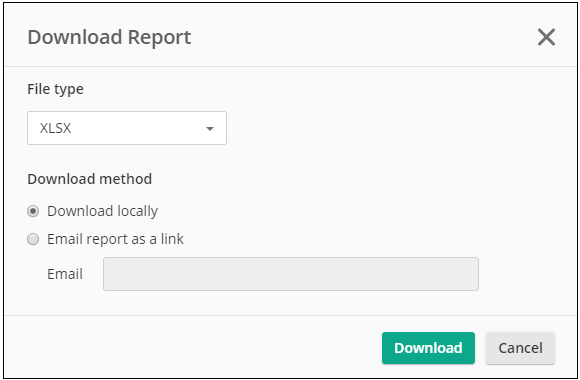 Download Report
File type
XLSX
Download method
Download locally
Email report as a link
Email
Download Cancel